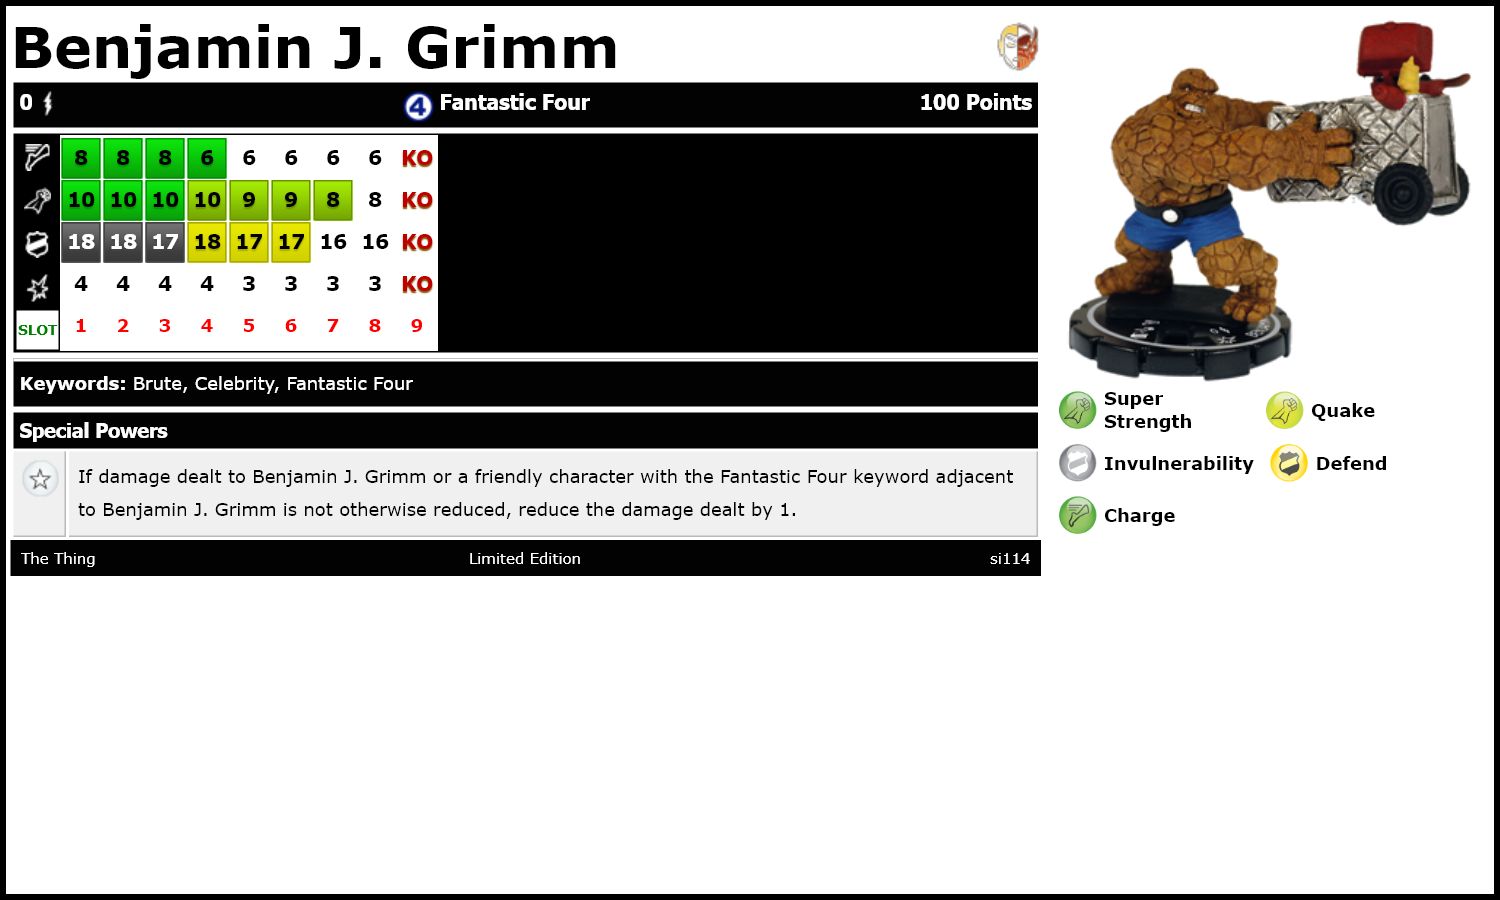 Benjamin J. Grimm
0 4 Fantastic Four 100 Points
8 8 8 6 6 6 6 6 KO
10 10 10 10 9 9 8 8 KO
18 18 17 18 17 17 16 16 KO
4 4 4 4 3 3 3 3 KO
SLOT 1 2 3 4 5 6 7 8 9
Keywords: Brute, Celebrity, Fantastic Four
Special Powers
If damage dealt to Benjamin J. Grimm or a friendly character with the Fantastic Four keyword adjacent
to Benjamin J. Grimm is not otherwise reduced, reduce the damage dealt by 1.
The Thing Limited Edition si114
Super
Strength
Quake
Invulnerability
Defend
Charge